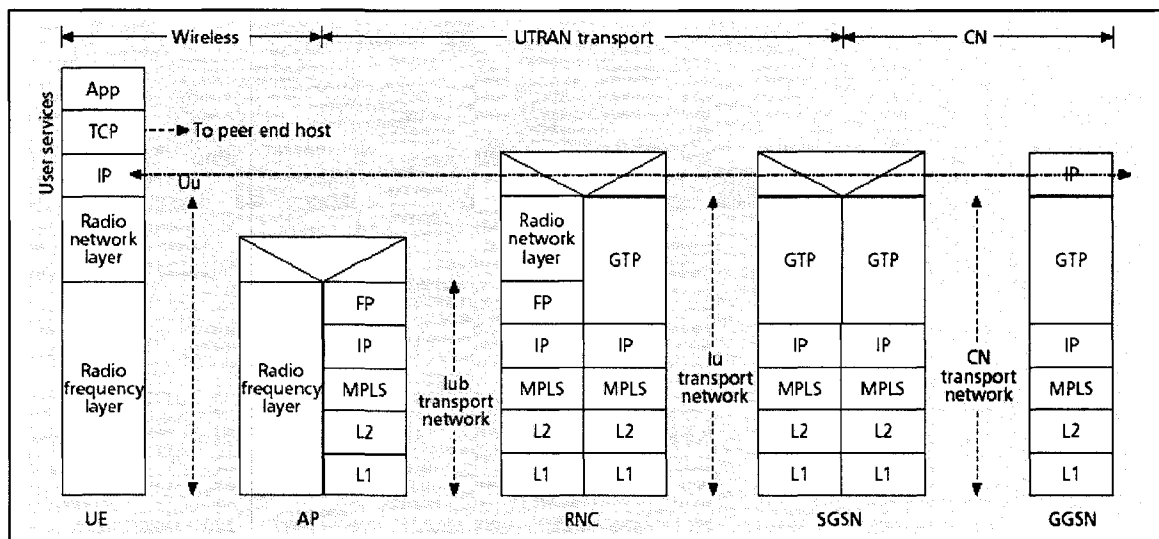 Wireless
UTRAN transport
CN
User services
App
TCP
To peer end host
IP
Uu
IP
Radio
network
layer
Radio
frequency
layer
UE
Radio
frequency
layer
FP
IP
MPLS
L2
L1
AP
Iub
transport
network
Radio
network
layer
GTP
FP
IP
IP
MPLS
MPLS
L2
L2
L1
L1
RNC
Iu
transport
network
GTP
GTP
IP
IP
MPLS
MPLS
L2
L2
L1
L1
SGSN
CN
transport
network
GTP
IP
MPLS
L2
L1
GGSN